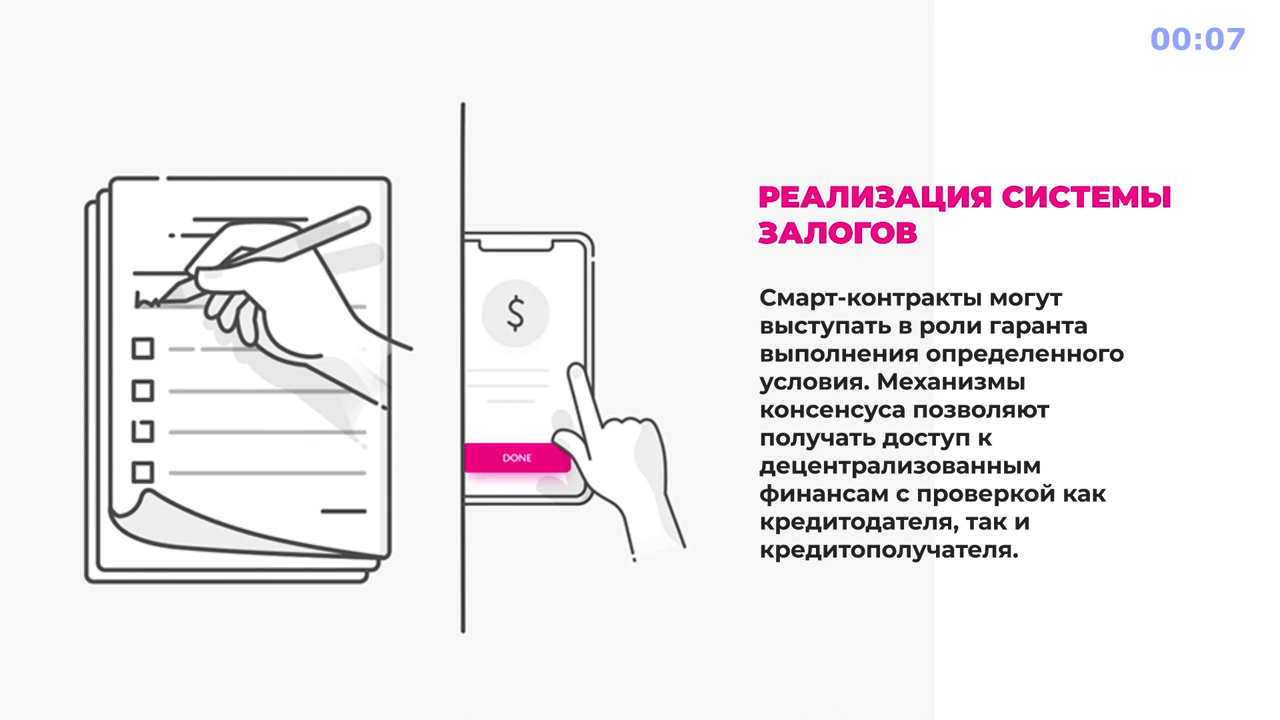 00:07
РЕАЛИЗАЦИЯ СИСТЕМЫ
ЗАЛОГОВ
Смарт-контракты могут
выступать в роли гаранта
выполнения определенного
условия. Механизмы
консенсуса позволяют
получать доступ к
децентрализованным
финансам с проверкой как
кредитодателя, так и
кредитополучателя.
$
DONE